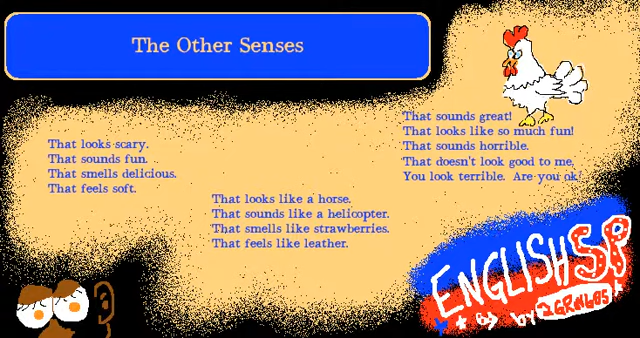 The Other Senses
That looks scary.
That sounds fun.
That smells delicious.
That feels soft.
That looks like a horse.
That sounds like a helicopter.
That smells like strawberries.
That feels like leather.
That sounds great!
That looks like so much fun!
That sounds horrible.
That doesn't look good to me.
You look terrible. Are you ok?
ENGLISH SP
by